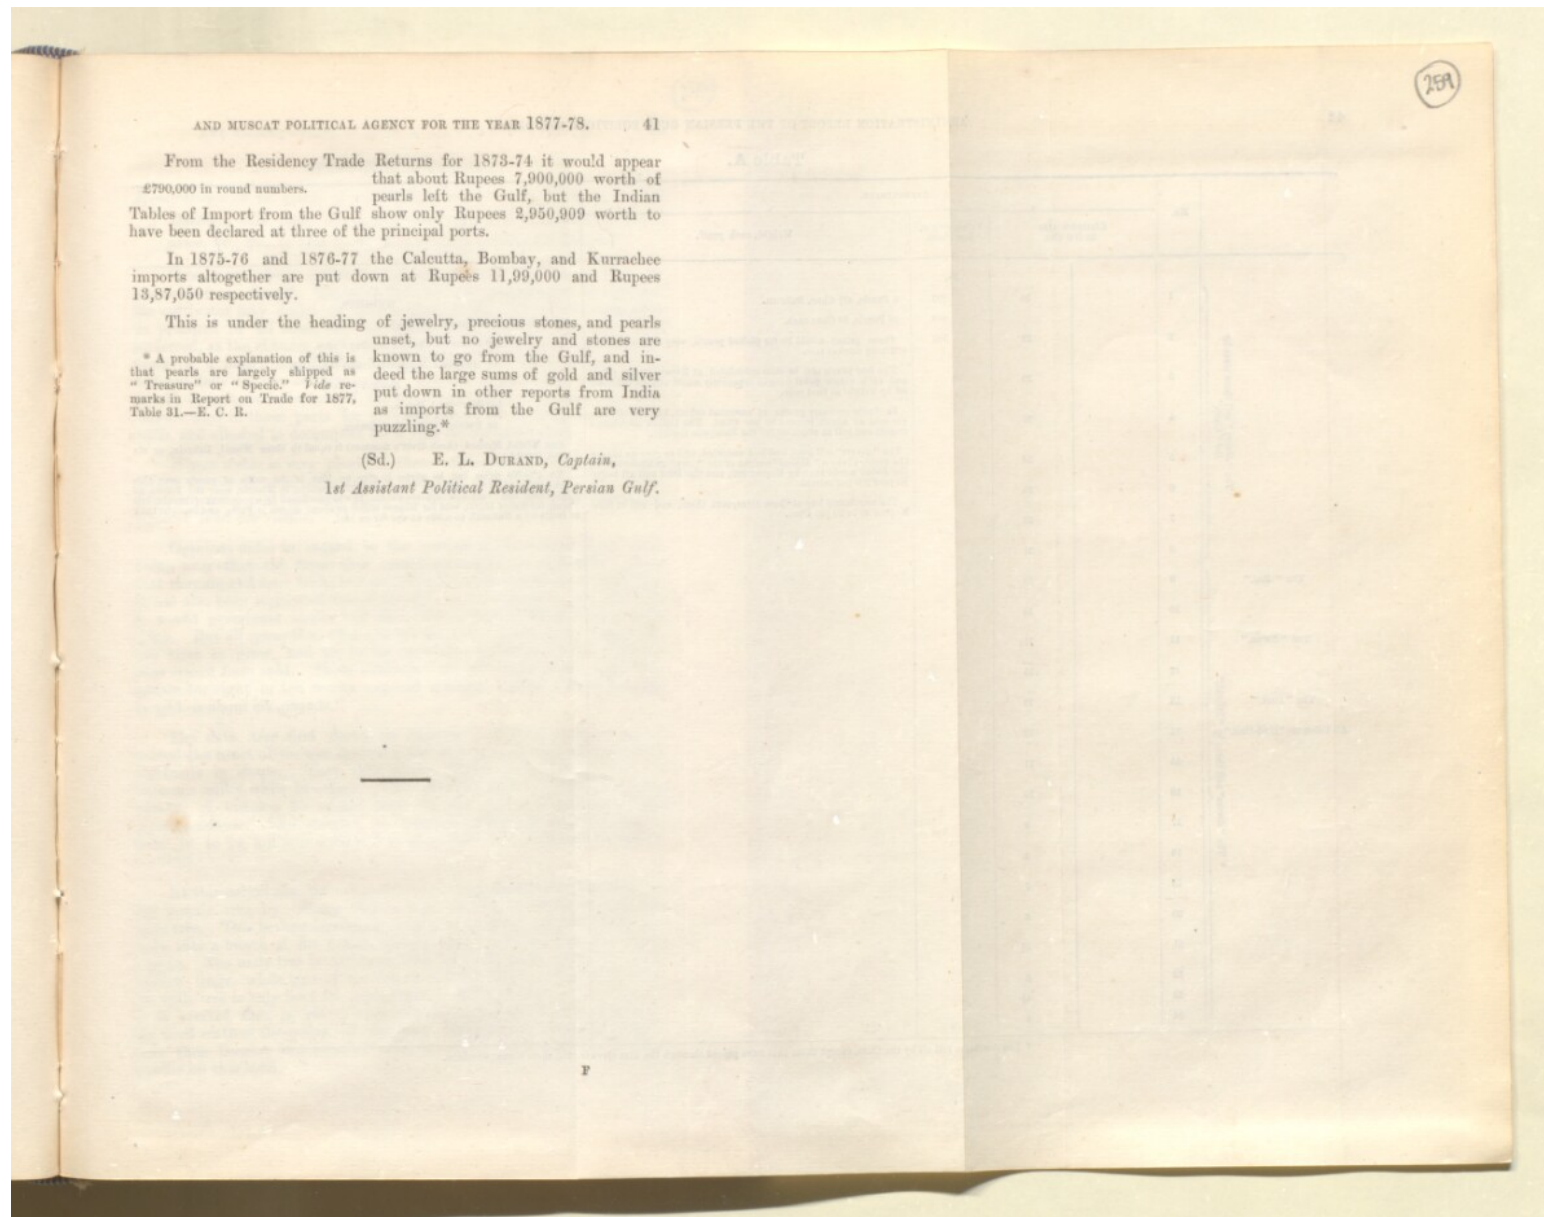 259
AND MUSCAT POLITICAL AGENCY FOR THE YEAR 1877-78. 41
From the Residency Trade Returns for 1873-74 it would appear
that about Rupees 7,900,000 worth of
£790,000 in round numbers.
pearls left the Gulf, but the Indian
Tables of Import from the Gulf show only Rupees 2,950,909 worth to
have been declared at three of the principal ports.
In 1875-76 and 1876-77 the Calcutta, Bombay, and Kurrachee
imports altogether are put down at Rupees 11,99,000 and Rupees
13,87,050 respectively.
This is under the heading of jewelry, precious stones, and pearls
unset, but no jewelry and stones are
known to go from the Gulf, and in-
deed the large sums of gold and silver
put down in other reports from India
as imports from the Gulf are very
puzzling.*
* A probable explanation of this is
that pearls are largely shipped as
" Treasure" or " Specie." Vide re-
marks in Report on Trade for 1877,
Table 31.—E. C. R.
(Sd.) E. L. DURAND, Captain,
1st Assistant Political Resident, Persian Gulf.
F